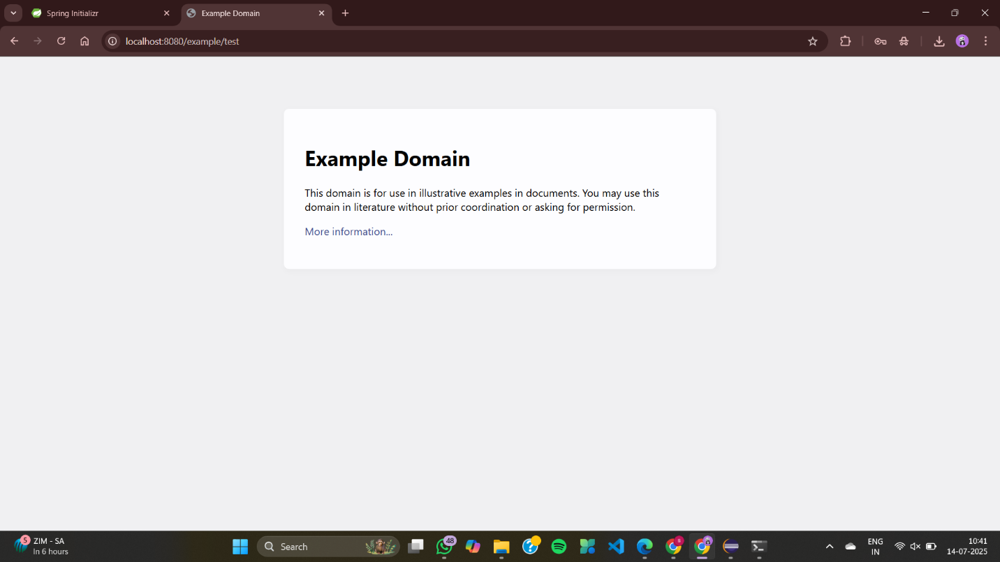 Spring Initializr
Example Domain
localhost:8080/example/test
Example Domain
This domain is for use in illustrative examples in documents. You may use this
domain in literature without prior coordination or asking for permission.
More information...
5
ZIM - SA
In 6 hours
Search
48
ENG
IN
10:41
14-07-2025